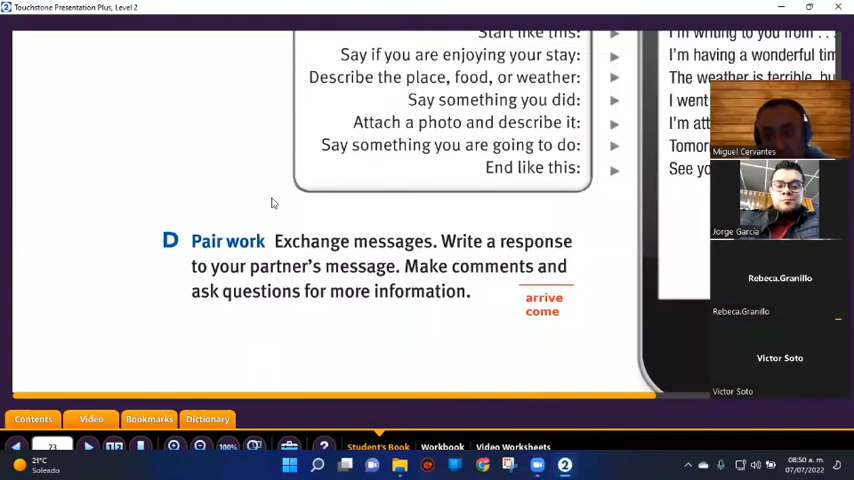 Touchstone Presentation Plus, Level 2
Start like this:
I'm writing to you from ...
Say if you are enjoying your stay:
I'm having a wonderful tim
Describe the place, food, or weather:
The weather is terrible, bu
Say something you did:
I went
Attach a photo and describe it:
I'm att
Say something you are going to do:
Tomor
End like this:
See yo
D Pair work Exchange messages. Write a response
to your partner's message. Make comments and
ask questions for more information.
arrive
come
Miguel Cervantes
Jorge García
Rebeca.Granillo
Rebeca.Granillo
Victor Soto
Victor Soto
Contents
Video
Bookmarks
Dictionary
73
100%
Student's Book
Workbook
Video Worksheets
21°C
Soleado
08:50 a. m.
07/07/2022